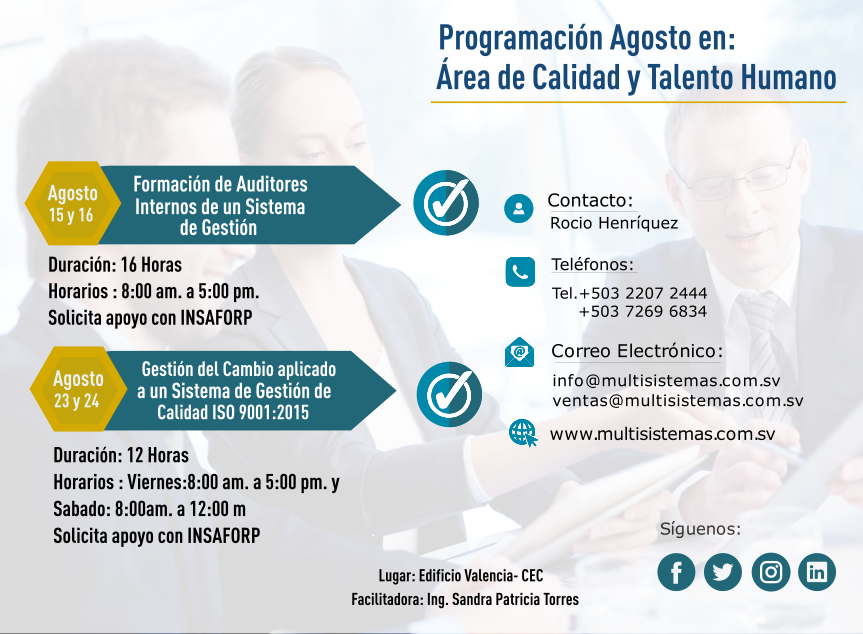 Programación Agosto en:
Área de Calidad y Talento Humano
Agosto
15 y 16
Formación de Auditores
Internos de un Sistema
de Gestión
Duración: 16 Horas
Horarios : 8:00 am. a 5:00 pm.
Solicita apoyo con INSAFORP
Agosto
23 y 24
Gestión del Cambio aplicado
a un Sistema de Gestión de
Calidad ISO 9001:2015
Duración: 12 Horas
Horarios : Viernes:8:00 am. a 5:00 pm. y
Sabado: 8:00am. a 12:00 m
Solicita apoyo con INSAFORP
Contacto:
Rocio Henríquez
Teléfonos:
Tel.+503 2207 2444
+503 7269 6834
Correo Electrónico:
info@multisistemas.com.sv
ventas@multisistemas.com.sv
www.multisistemas.com.sv
Síguenos:
Lugar: Edificio Valencia- CEC
Facilitadora: Ing. Sandra Patricia Torres